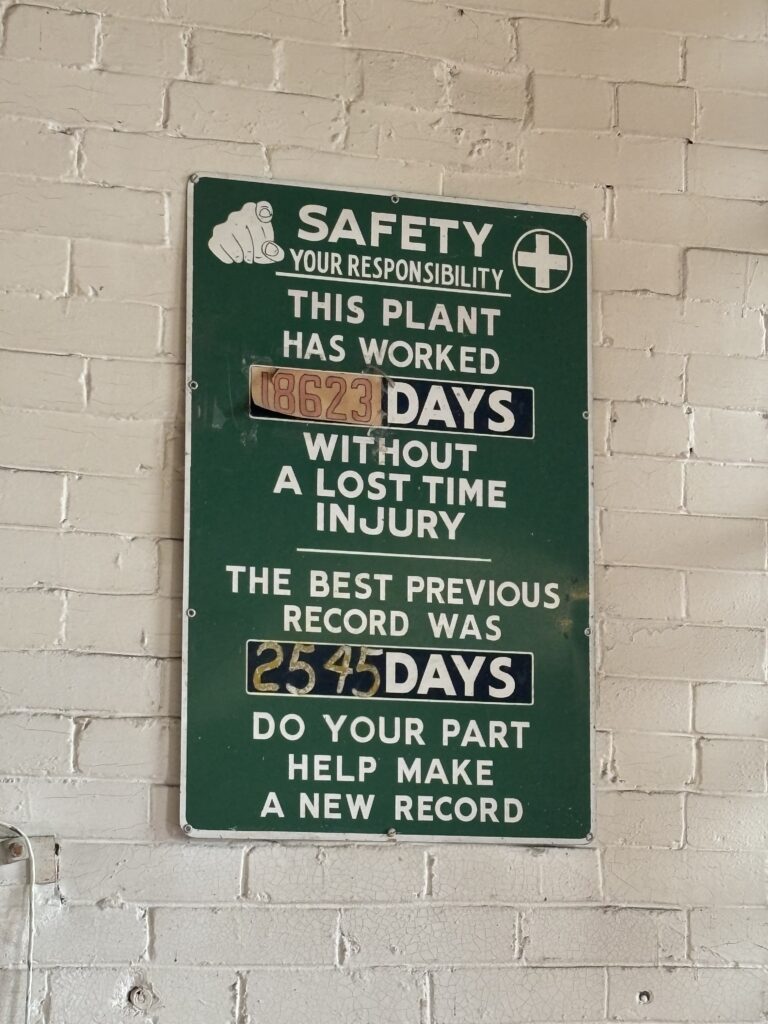 SAFETY
YOUR RESPONSIBILITY
THIS PLANT
HAS WORKED
18623 DAYS
WITHOUT
A LOST TIME
INJURY
THE BEST PREVIOUS
RECORD WAS
2545 DAYS
DO YOUR PART
HELP MAKE
A NEW RECORD